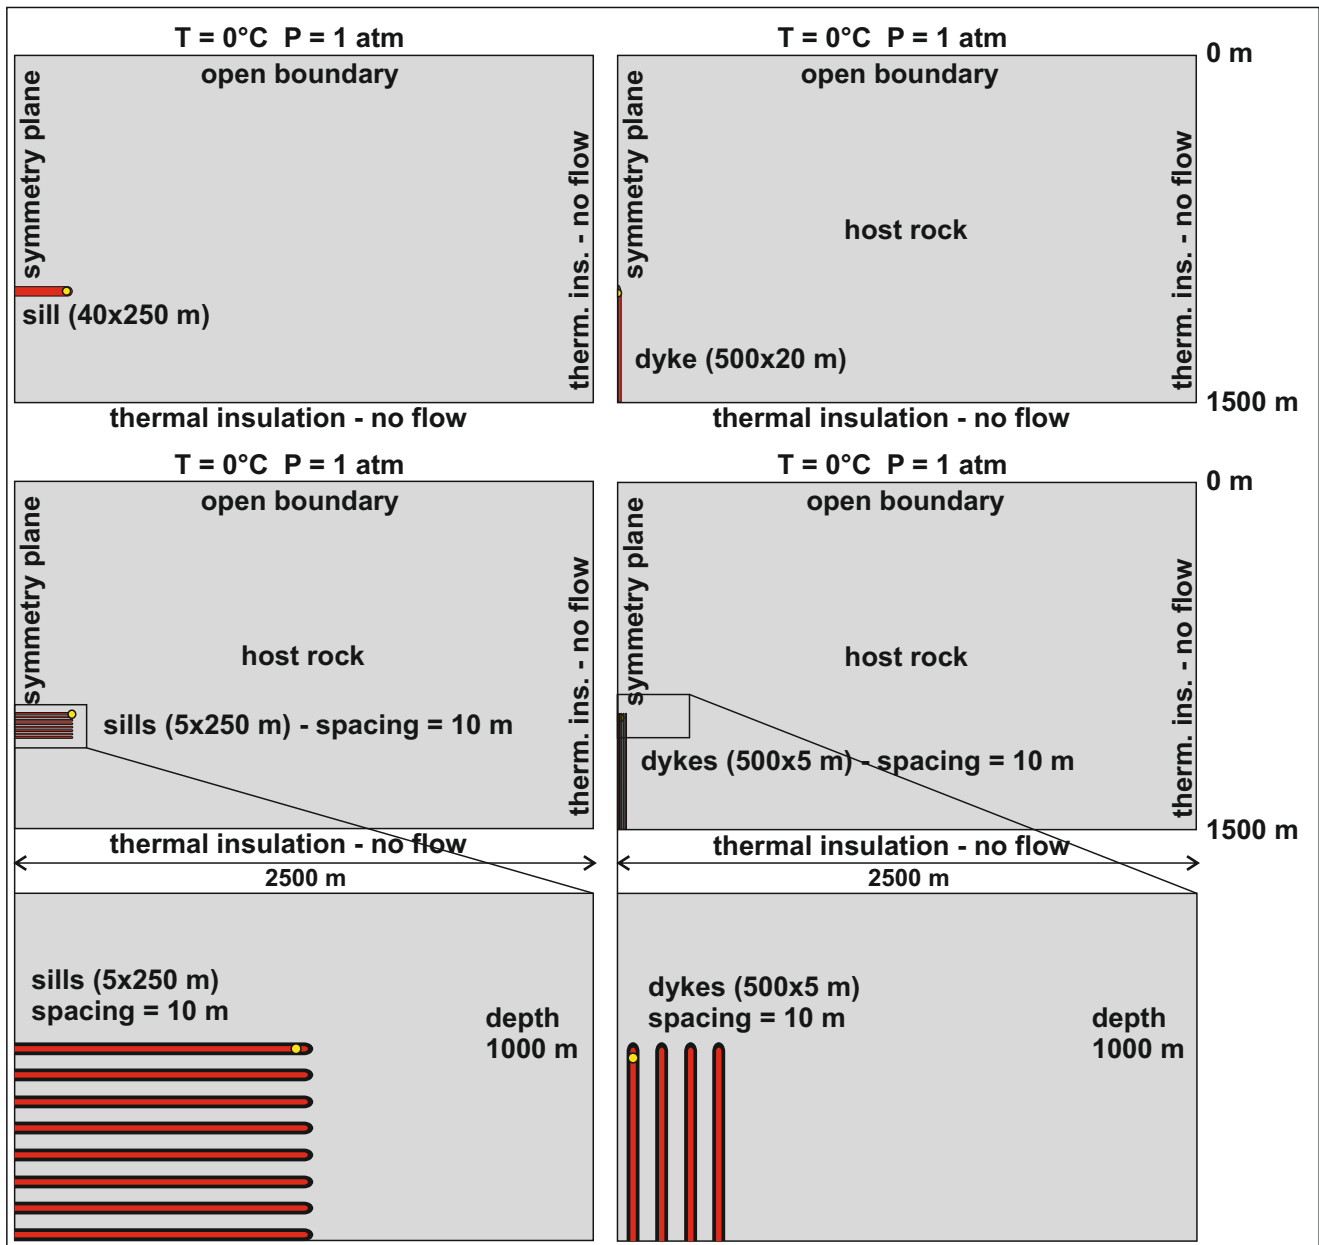 T = 0°C  P = 1 atm
open boundary
symmetry plane
therm. ins. - no flow
sill (40x250 m)
thermal insulation - no flow
T = 0°C  P = 1 atm
open boundary
0 m
symmetry plane
therm. ins. - no flow
host rock
dyke (500x20 m)
1500 m
thermal insulation - no flow
T = 0°C  P = 1 atm
open boundary
symmetry plane
therm. ins. - no flow
host rock
sills (5x250 m) - spacing = 10 m
thermal insulation - no flow
2500 m
T = 0°C  P = 1 atm
open boundary
0 m
symmetry plane
therm. ins. - no flow
host rock
dykes (500x5 m) - spacing = 10 m
1500 m
thermal insulation - no flow
2500 m
sills (5x250 m)
spacing = 10 m
depth
1000 m
dykes (500x5 m)
spacing = 10 m
depth
1000 m